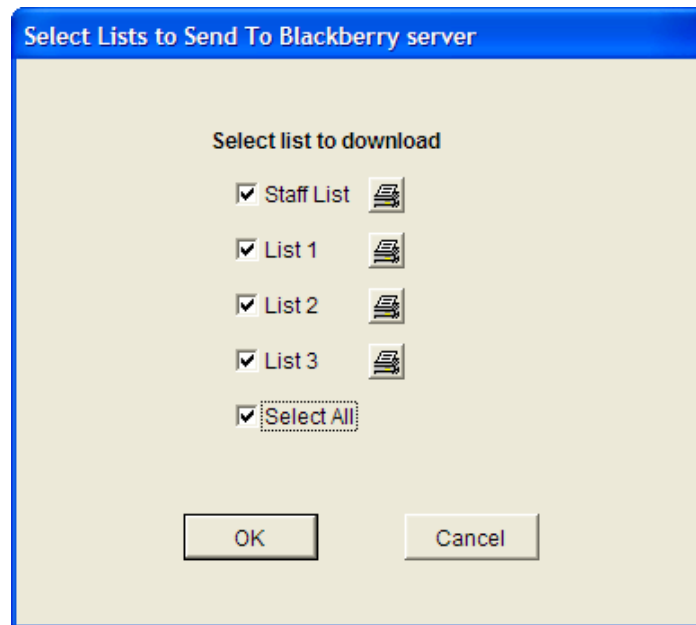 Select Lists to Send To Blackberry server
Select list to download
Staff List
List 1
List 2
List 3
Select All
OK Cancel